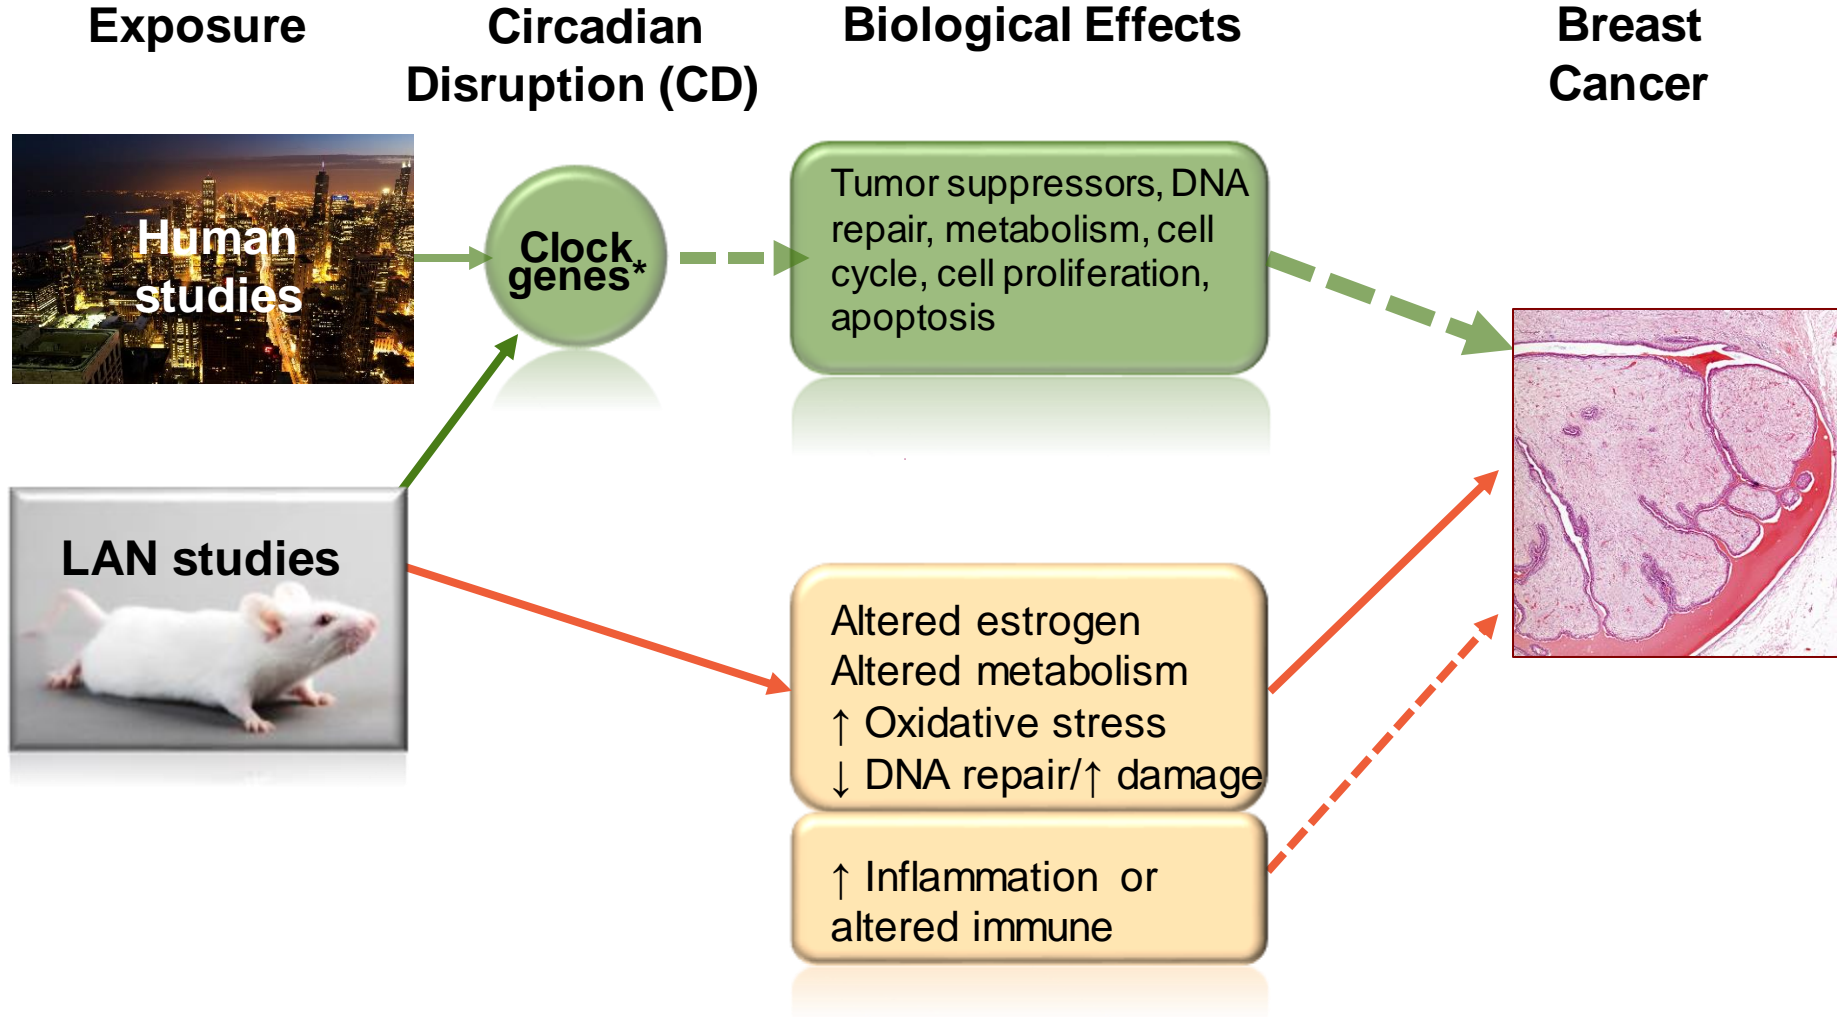 Exposure
Circadian
Disruption (CD)
Biological Effects
Breast
Cancer
Human
studies
Clock
genes*
Tumor suppressors, DNA
repair, metabolism, cell
cycle, cell proliferation,
apoptosis
LAN studies
Altered estrogen
Altered metabolism
↑ Oxidative stress
↓ DNA repair/↑ damage
↑ Inflammation or
altered immune